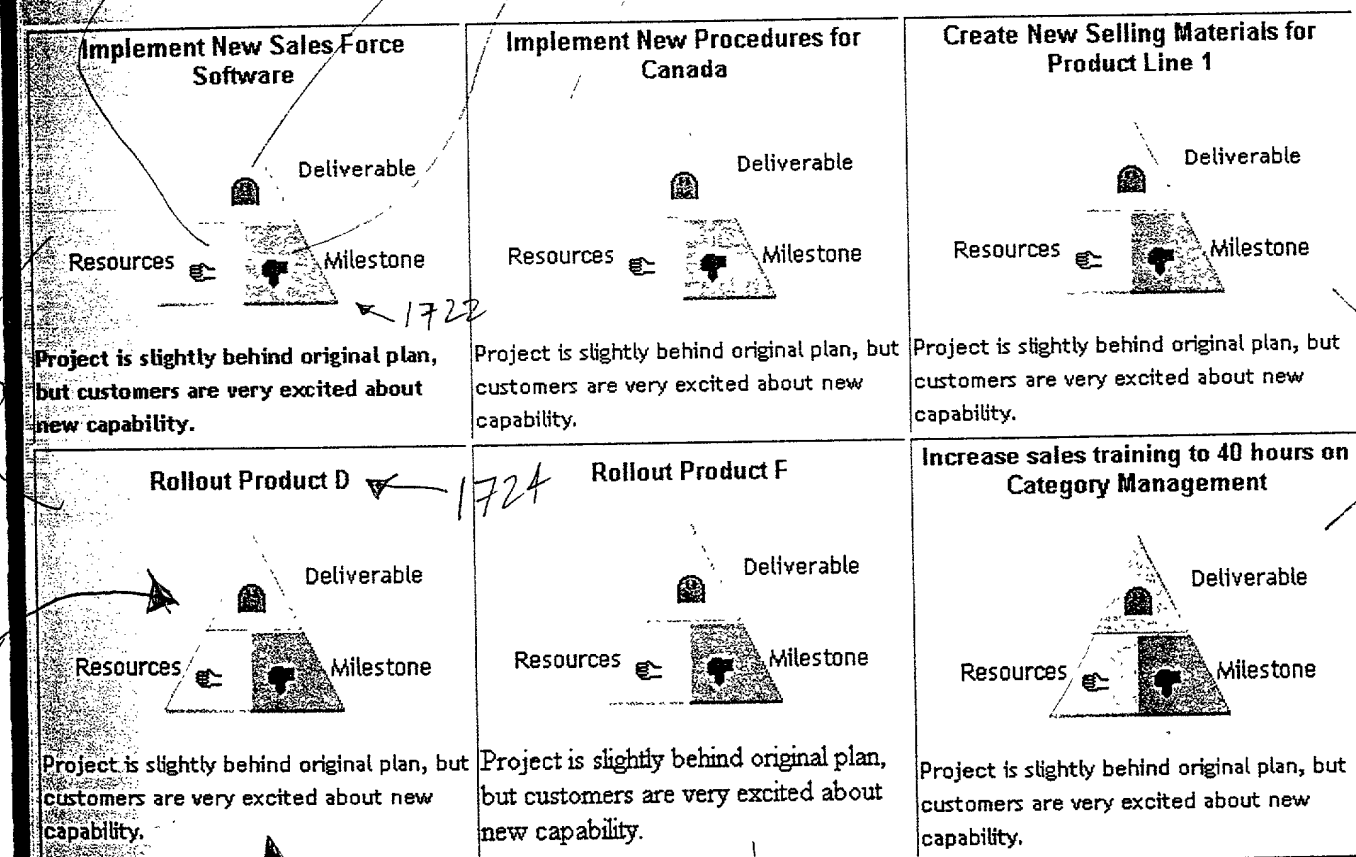 Implement New Sales Force
Software
Deliverable
Resources
Milestone
1722
Project is slightly behind original plan,
but customers are very excited about
new capability.
Implement New Procedures for
Canada
Deliverable
Resources
Milestone
Project is slightly behind original plan, but
customers are very excited about new
capability.
Create New Selling Materials for
Product Line 1
Deliverable
Resources
Milestone
Project is slightly behind original plan, but
customers are very excited about new
capability.
Rollout Product D
1724
Deliverable
Resources
Milestone
Project is slightly behind original plan, but
customers are very excited about new
capability.
Rollout Product F
Deliverable
Resources
Milestone
Project is slightly behind original plan,
but customers are very excited about
new capability.
Increase sales training to 40 hours on
Category Management
Deliverable
Resources
Milestone
Project is slightly behind original plan, but
customers are very excited about new
capability.